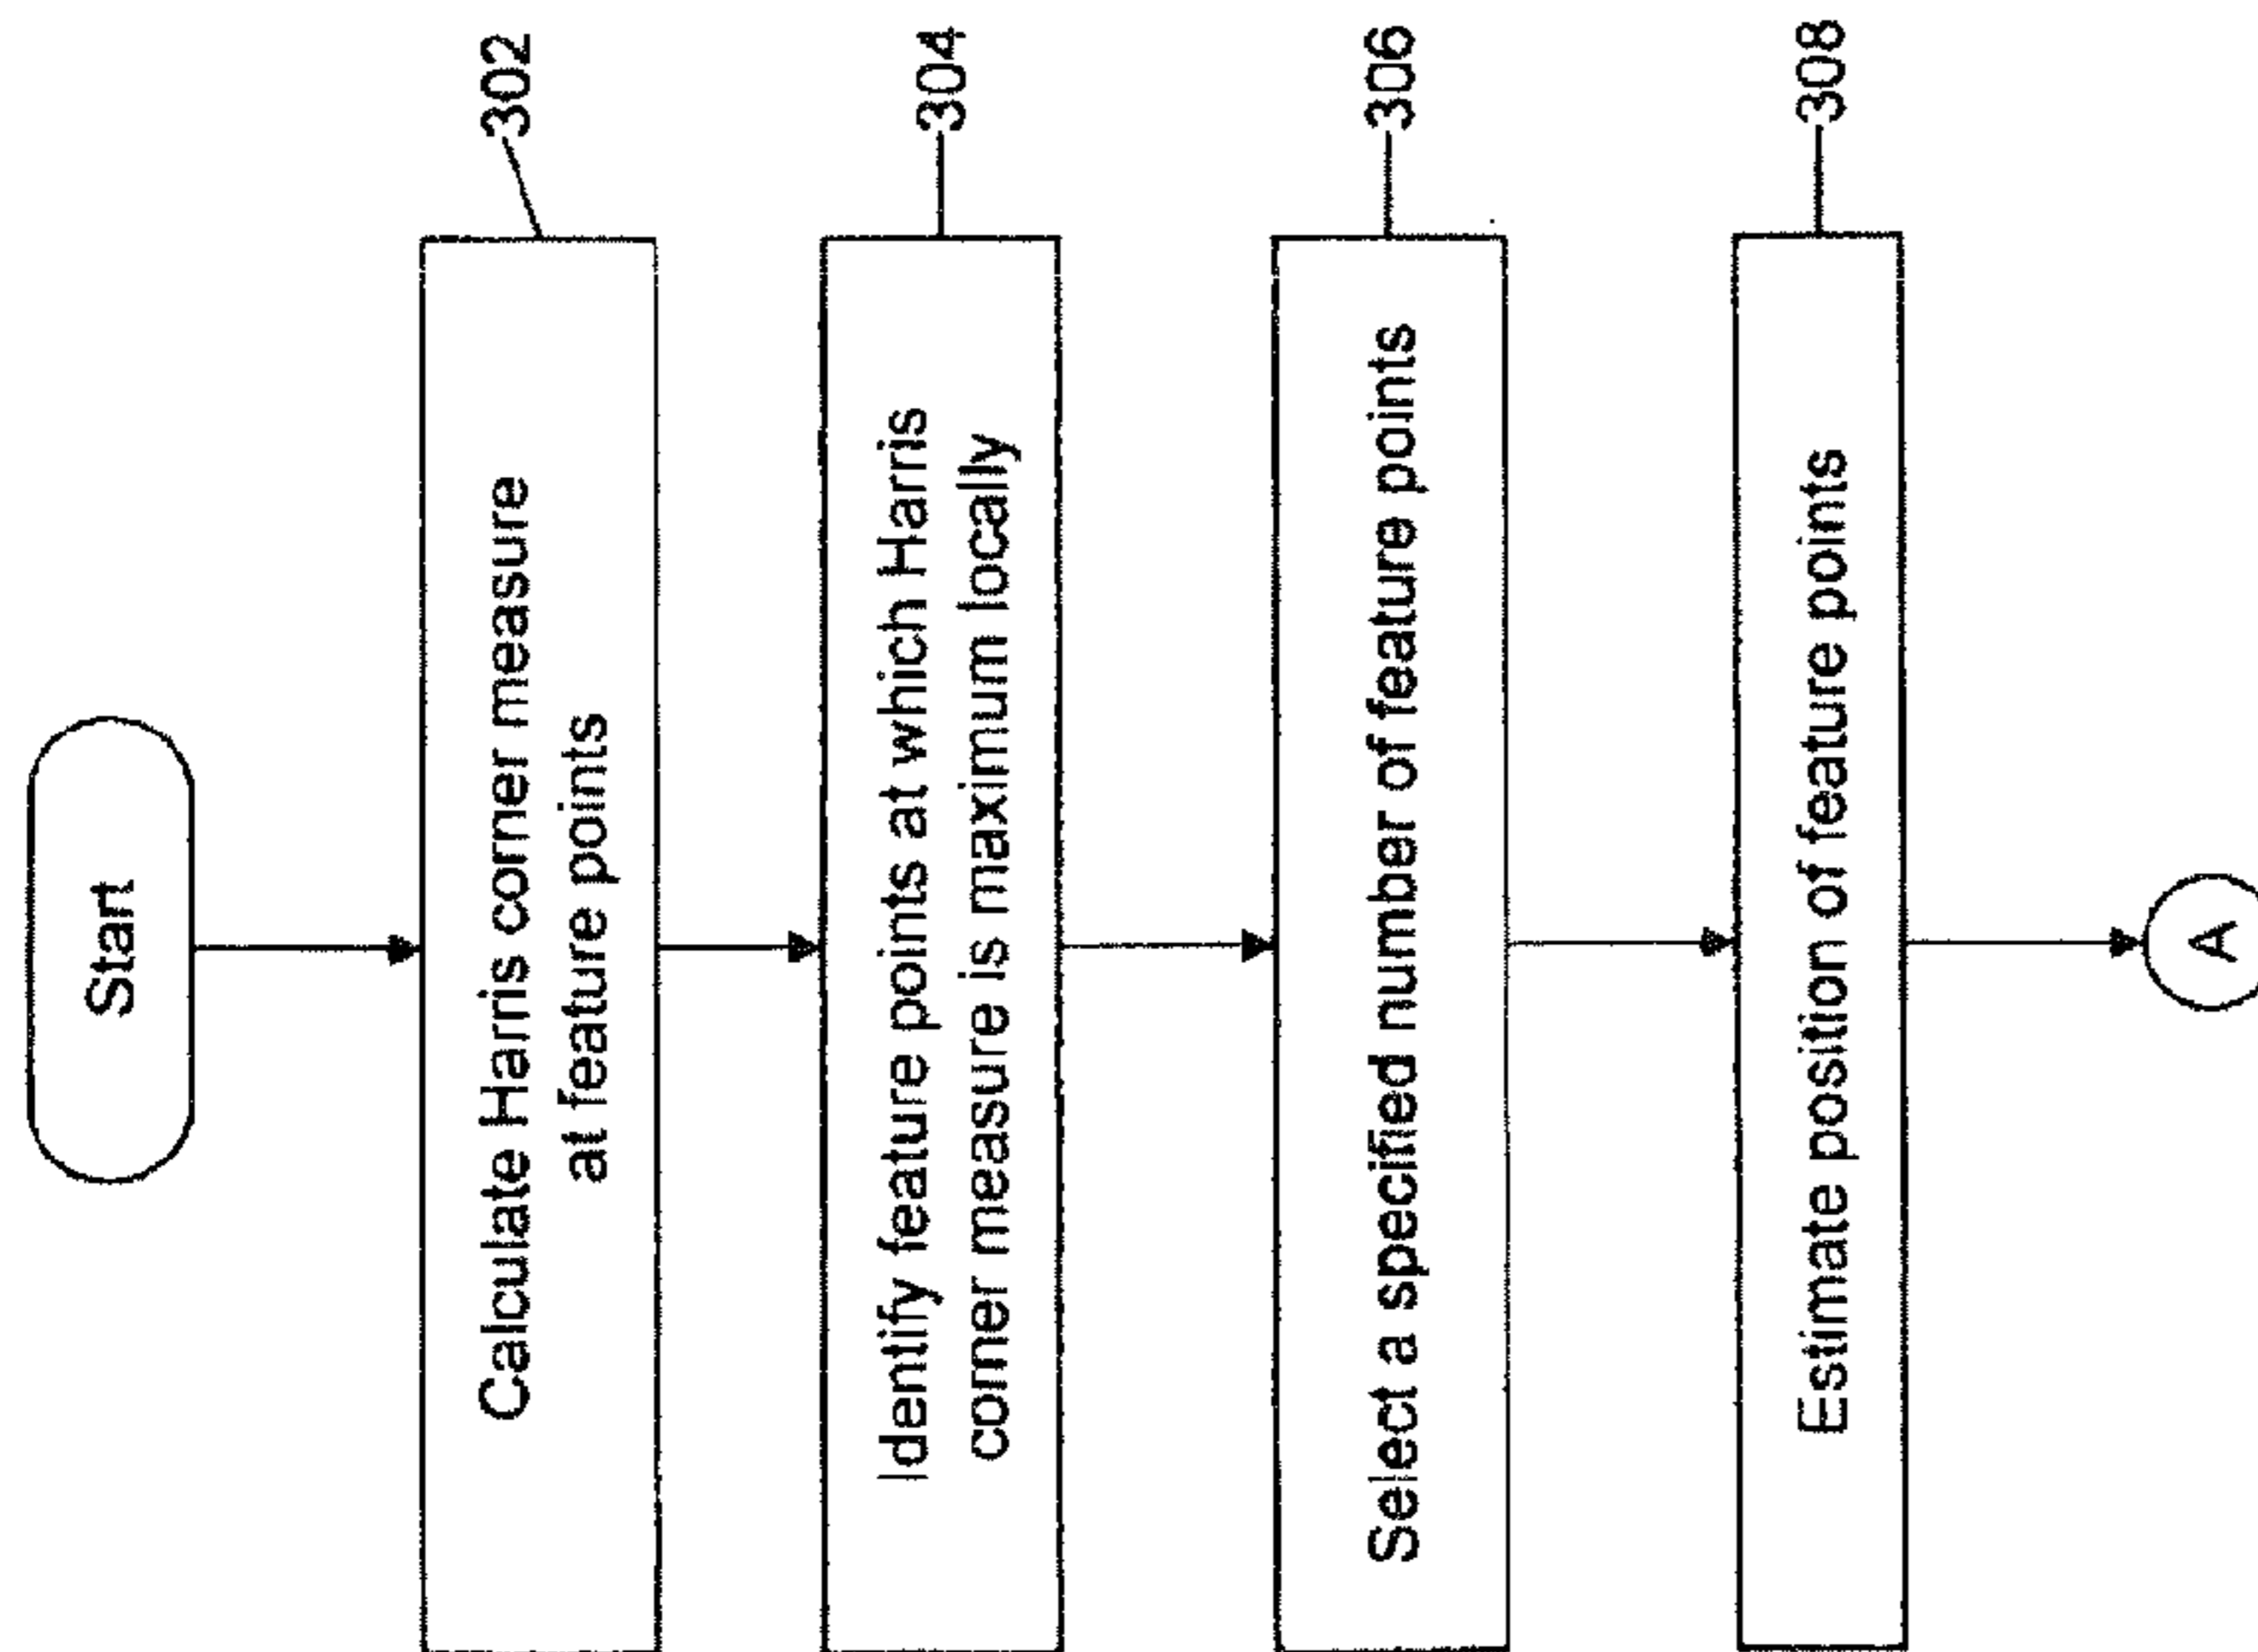 Start
Calculate Harris corner measure
at feature points
302
Identify feature points at which Harris
corner measure is maximum locally
304
Select a specified number of feature points
306
Estimate position of feature points
308
A